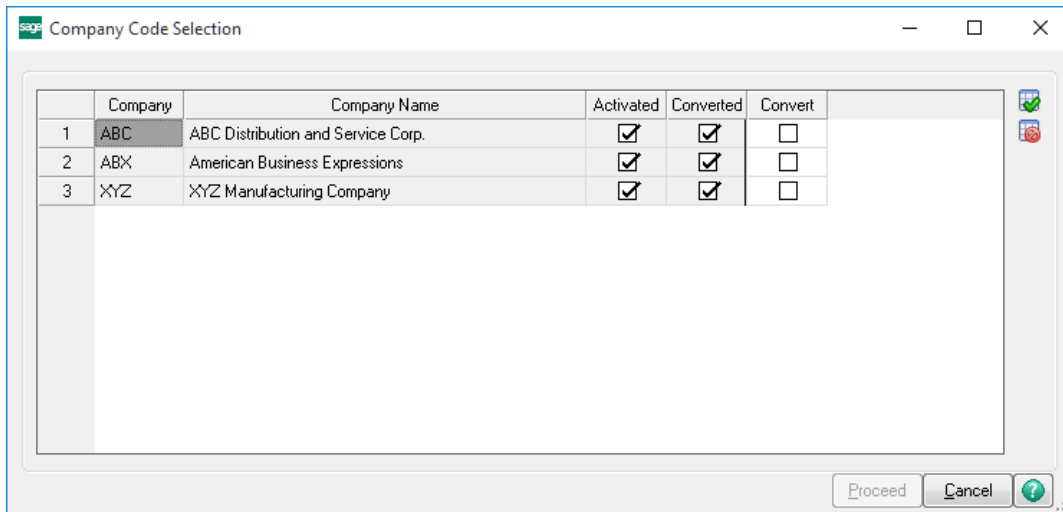 sage Company Code Selection
Company Company Name Activated Converted Convert
1 ABC ABC Distribution and Service Corp.
2 ABX American Business Expressions
3 XYZ XYZ Manufacturing Company
Proceed Cancel ?